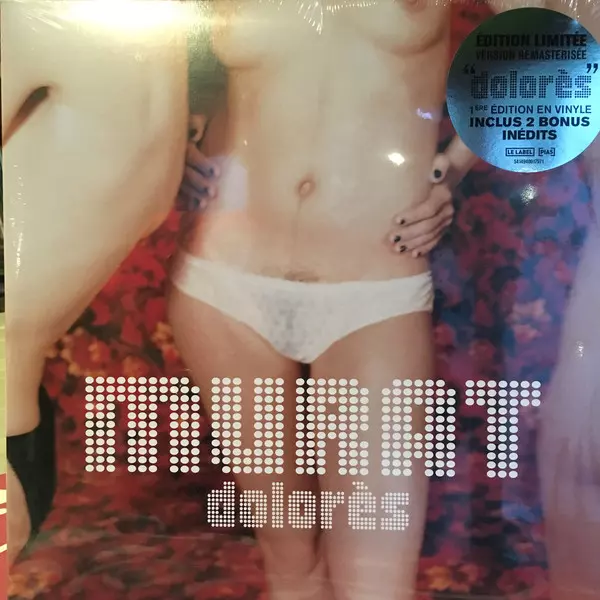 ÉDITION LIMITÉE
VERSION REMASTERISÉE
"dolorès"
1ÈRE ÉDITION EN VINYLE
INCLUS 2 BONUS
INÉDITS
LE LABEL [PIAS]
MURAT
dolorès